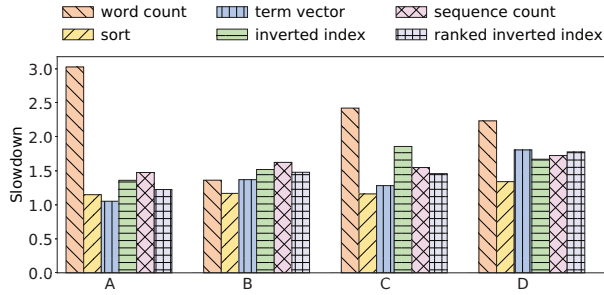 word count term vector sequence count
sort inverted index ranked inverted index
Slowdown
3.0
2.5
2.0
1.5
1.0
0.5
0.0
A B C D